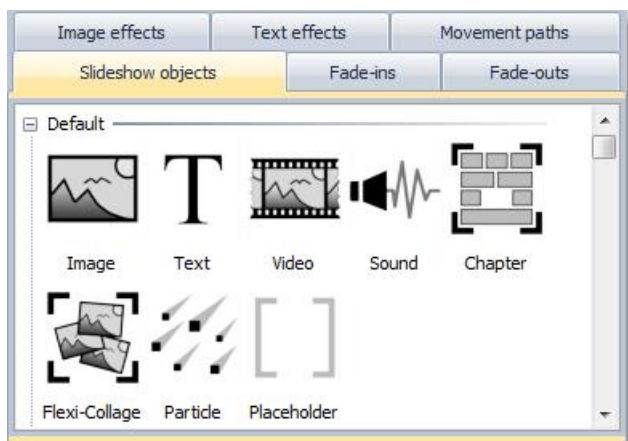 Image effects Text effects Movement paths
Slideshow objects Fade-ins Fade-outs
Default
Image Text Video Sound Chapter
Flexi-Collage Particle Placeholder